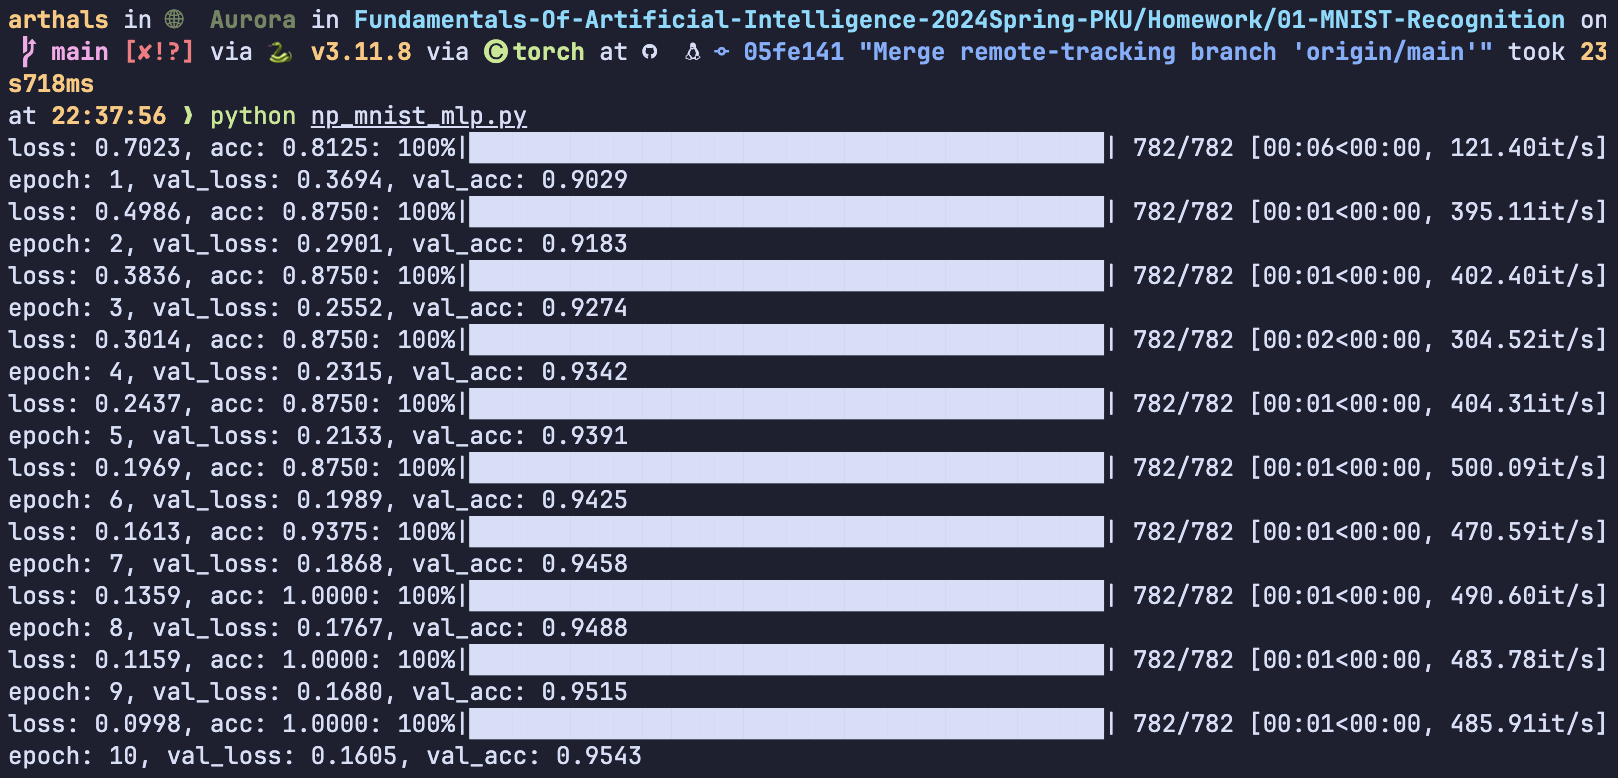 arthals in 🌐 Aurora in Fundamentals-Of-Artificial-Intelligence-2024Spring-PKU/Homework/01-MNIST-Recognition on
main [✘!?] via 🐍 v3.11.8 via ©torch at 05fe141 "Merge remote-tracking branch 'origin/main'" took 23
s718ms
at 22:37:56 ❯ python np_mnist_mlp.py
loss: 0.7023, acc: 0.8125: 100%|██████████| 782/782 [00:06<00:00, 121.40it/s]
epoch: 1, val_loss: 0.3694, val_acc: 0.9029
loss: 0.4986, acc: 0.8750: 100%|██████████| 782/782 [00:01<00:00, 395.11it/s]
epoch: 2, val_loss: 0.2901, val_acc: 0.9183
loss: 0.3836, acc: 0.8750: 100%|██████████| 782/782 [00:01<00:00, 402.40it/s]
epoch: 3, val_loss: 0.2552, val_acc: 0.9274
loss: 0.3014, acc: 0.8750: 100%|██████████| 782/782 [00:02<00:00, 304.52it/s]
epoch: 4, val_loss: 0.2315, val_acc: 0.9342
loss: 0.2437, acc: 0.8750: 100%|██████████| 782/782 [00:01<00:00, 404.31it/s]
epoch: 5, val_loss: 0.2133, val_acc: 0.9391
loss: 0.1969, acc: 0.8750: 100%|██████████| 782/782 [00:01<00:00, 500.09it/s]
epoch: 6, val_loss: 0.1989, val_acc: 0.9425
loss: 0.1613, acc: 0.9375: 100%|██████████| 782/782 [00:01<00:00, 470.59it/s]
epoch: 7, val_loss: 0.1868, val_acc: 0.9458
loss: 0.1359, acc: 1.0000: 100%|██████████| 782/782 [00:01<00:00, 490.60it/s]
epoch: 8, val_loss: 0.1767, val_acc: 0.9488
loss: 0.1159, acc: 1.0000: 100%|██████████| 782/782 [00:01<00:00, 483.78it/s]
epoch: 9, val_loss: 0.1680, val_acc: 0.9515
loss: 0.0998, acc: 1.0000: 100%|██████████| 782/782 [00:01<00:00, 485.91it/s]
epoch: 10, val_loss: 0.1605, val_acc: 0.9543